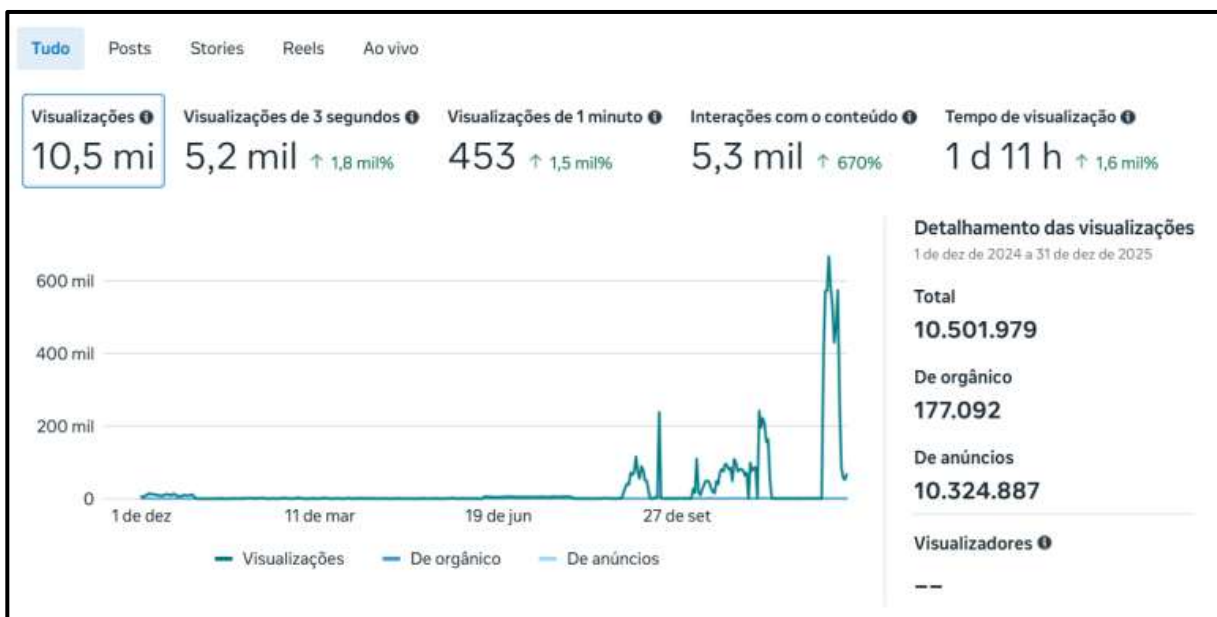 Tudo Posts Stories Reels Ao vivo
Visualizações Visualizações de 3 segundos Visualizações de 1 minuto Interações com o conteúdo Tempo de visualização
10,5 mi 5,2 mil ↑ 1,8 mil% 453 ↑ 1,5 mil% 5,3 mil ↑ 670% 1 d 11 h ↑ 1,6 mil%
Detalhamento das visualizações
1 de dez de 2024 a 31 de dez de 2025
Total
10.501.979
De orgânico
177.092
De anúncios
10.324.887
Visualizadores
--
600 mil
400 mil
200 mil
0
1 de dez 11 de mar 19 de jun 27 de set
Visualizações De orgânico De anúncios